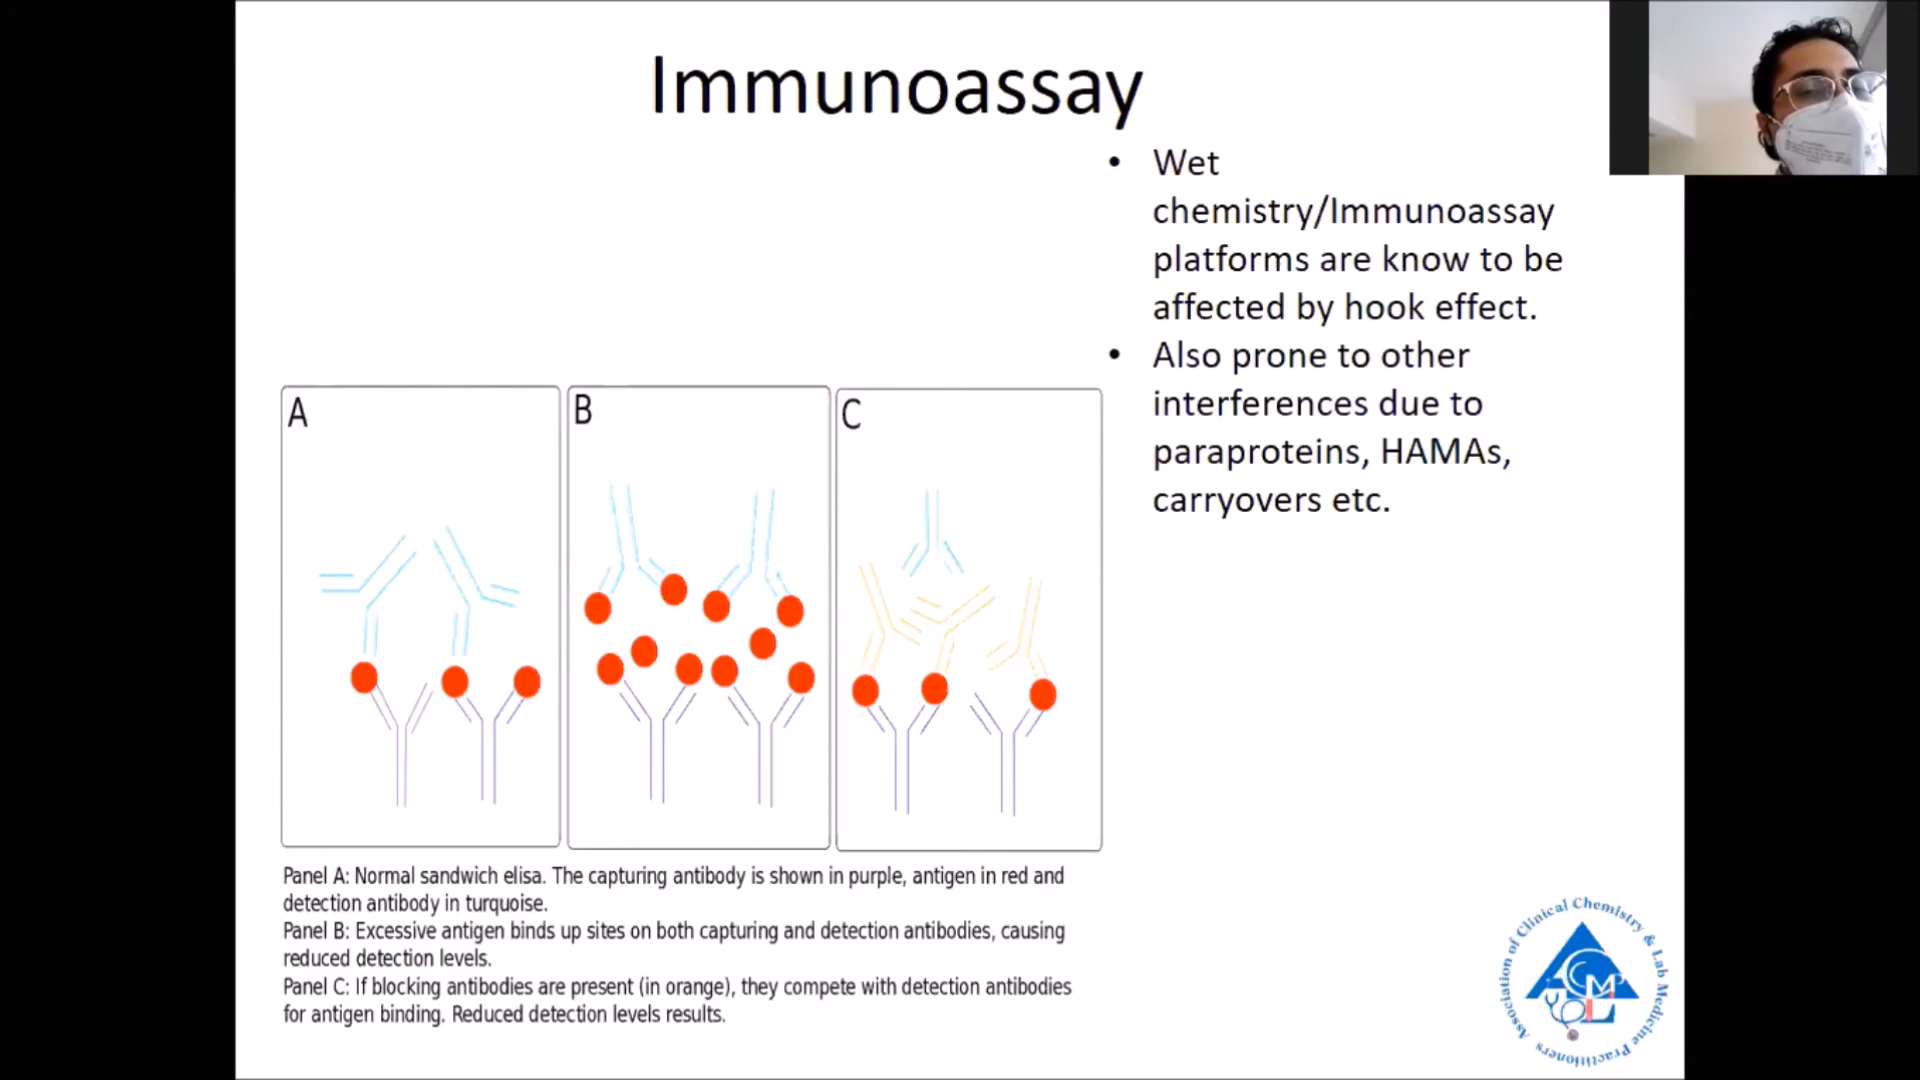 Immunoassay
• Wet
chemistry/Immunoassay
platforms are know to be
affected by hook effect.
• Also prone to other
interferences due to
paraproteins, HAMAs,
carryovers etc.
A
B
C
Panel A: Normal sandwich elisa. The capturing antibody is shown in purple, antigen in red and
detection antibody in turquoise.
Panel B: Excessive antigen binds up sites on both capturing and detection antibodies, causing
reduced detection levels.
Panel C: If blocking antibodies are present (in orange), they compete with detection antibodies
for antigen binding. Reduced detection levels results.
Association of Clinical Chemistry & Lab Medicine Practitioners